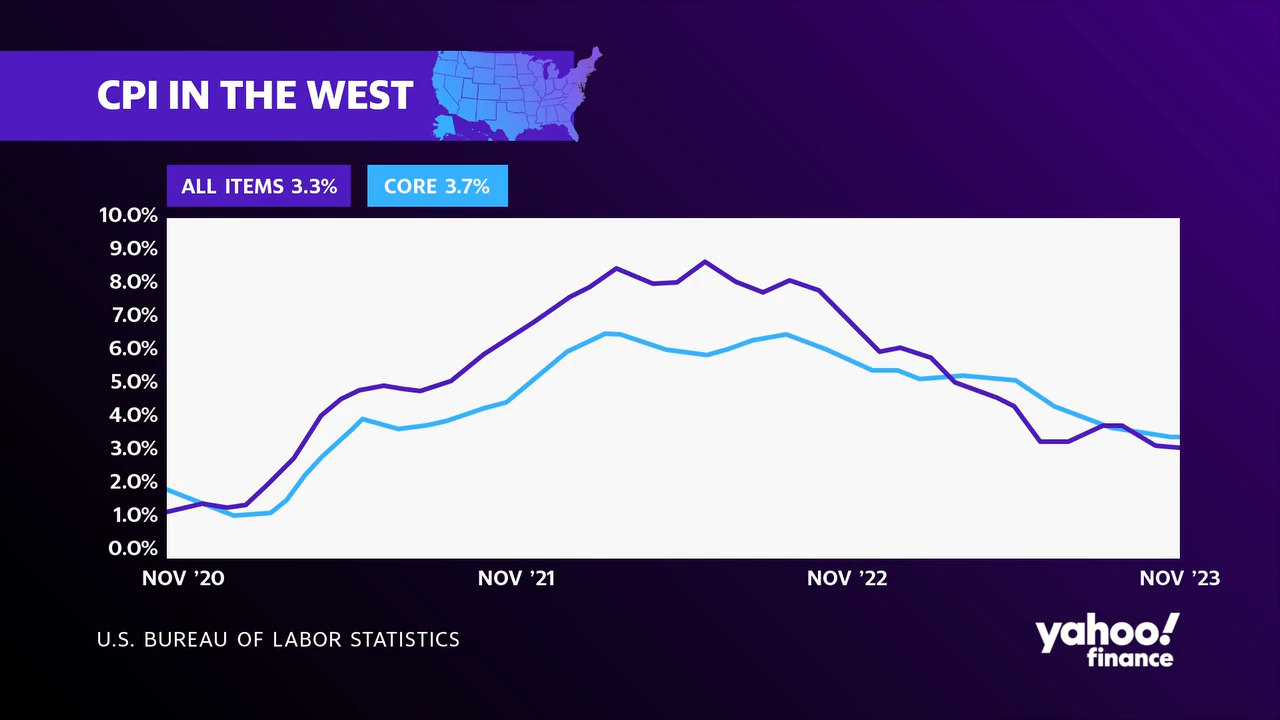 CPI IN THE WEST
ALL ITEMS 3.3% CORE 3.7%
10.0%
9.0%
8.0%
7.0%
6.0%
5.0%
4.0%
3.0%
2.0%
1.0%
0.0%
NOV ’20 NOV ’21 NOV ’22 NOV ’23
U.S. BUREAU OF LABOR STATISTICS
yahoo!
finance